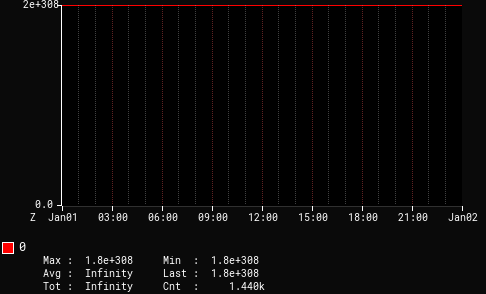 2e+308
0.0
Z Jan01 03:00 06:00 09:00 12:00 15:00 18:00 21:00 Jan02
0
Max : 1.8e+308 Min : 1.8e+308
Avg : Infinity Last : 1.8e+308
Tot : Infinity Cnt : 1.440k